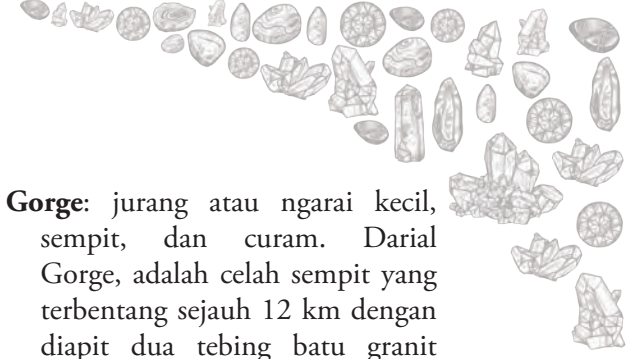 Gorge: jurang atau ngarai kecil,
sempit, dan curam. Darial
Gorge, adalah celah sempit yang
terbentang sejauh 12 km dengan
diapit dua tebing batu granit